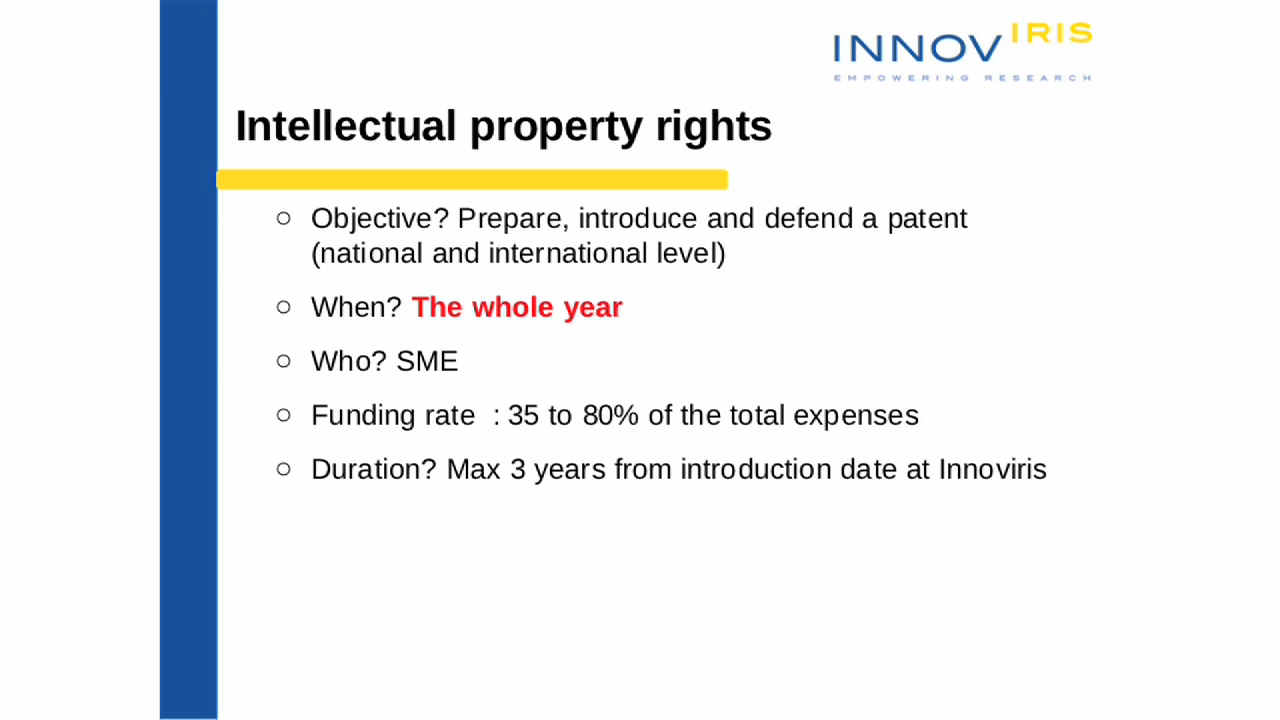 INNOVIRIS
EMPOWERING RESEARCH
Intellectual property rights
Objective? Prepare, introduce and defend a patent
(national and international level)
When? The whole year
Who? SME
Funding rate : 35 to 80% of the total expenses
Duration? Max 3 years from introduction date at Innoviris